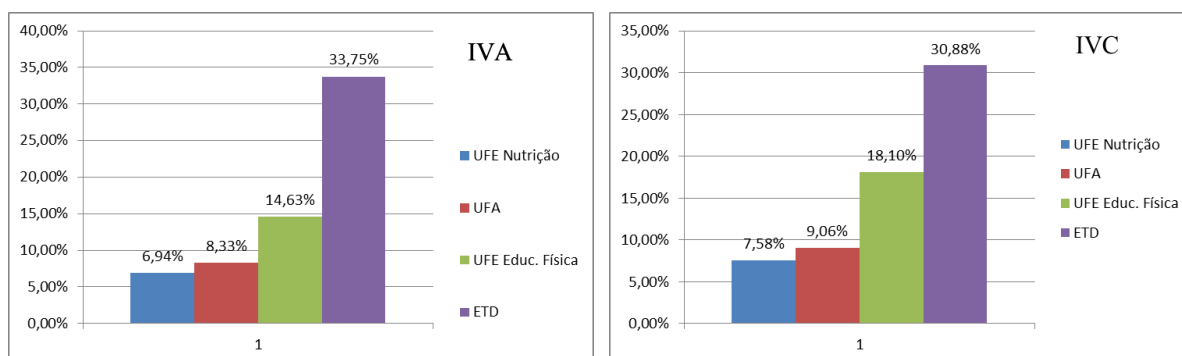 IVA
40,00%
35,00%
30,00%
25,00%
20,00%
15,00%
10,00%
5,00%
0,00%
6,94%
8,33%
14,63%
33,75%
1
UFE Nutrição
UFA
UFE Educ. Física
ETD
IVC
35,00%
30,00%
25,00%
20,00%
15,00%
10,00%
5,00%
0,00%
7,58%
9,06%
18,10%
30,88%
1
UFE Nutrição
UFA
UFE Educ. Física
ETD